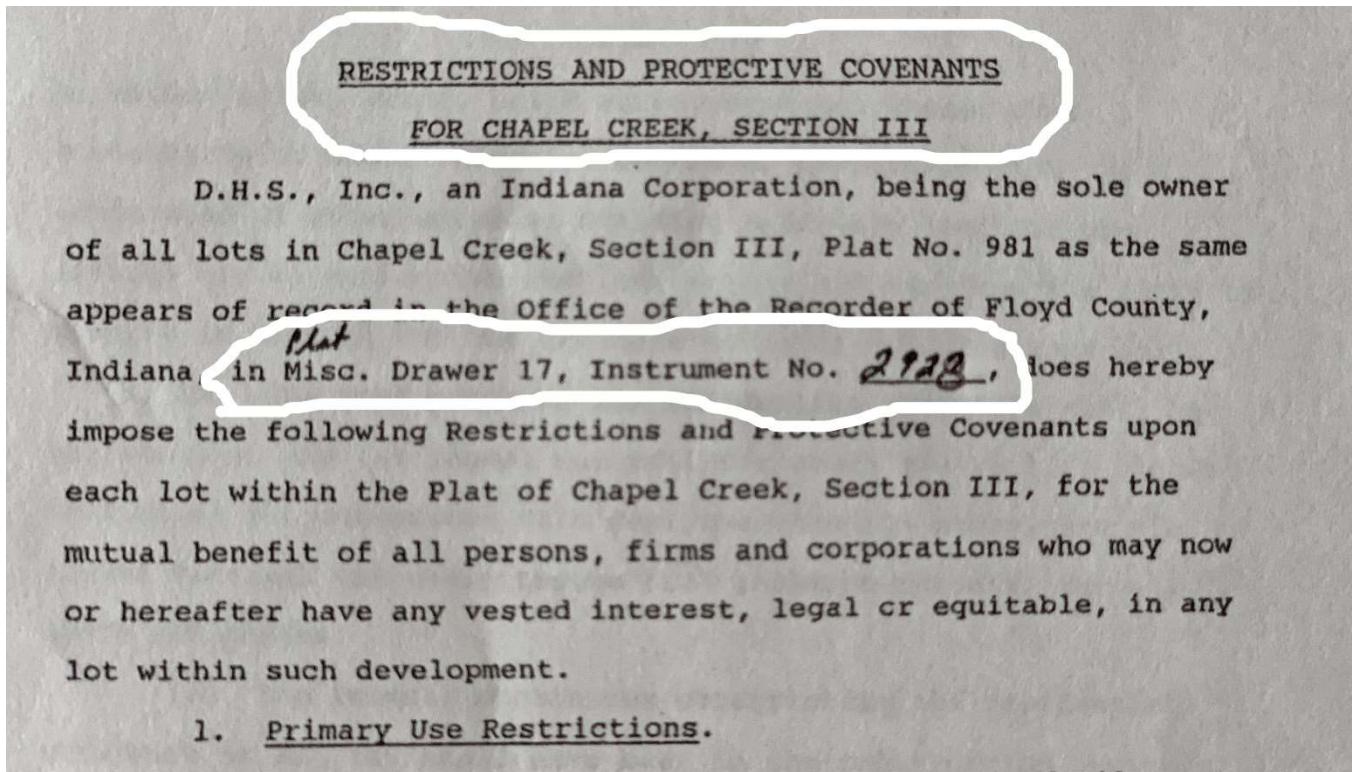 RESTRICTIONS AND PROTECTIVE COVENANTS
FOR CHAPEL CREEK, SECTION III
D.H.S., Inc., an Indiana Corporation, being the sole owner
of all lots in Chapel Creek, Section III, Plat No. 981 as the same
appears of record in the Office of the Recorder of Floyd County,
Plat
Indiana, in Misc. Drawer 17, Instrument No. , does hereby
impose the following Restrictions and Protective Covenants upon
each lot within the Plat of Chapel Creek, Section III, for the
mutual benefit of all persons, firms and corporations who may now
or hereafter have any vested interest, legal cr equitable, in any
lot within such development.
1. Primary Use Restrictions.